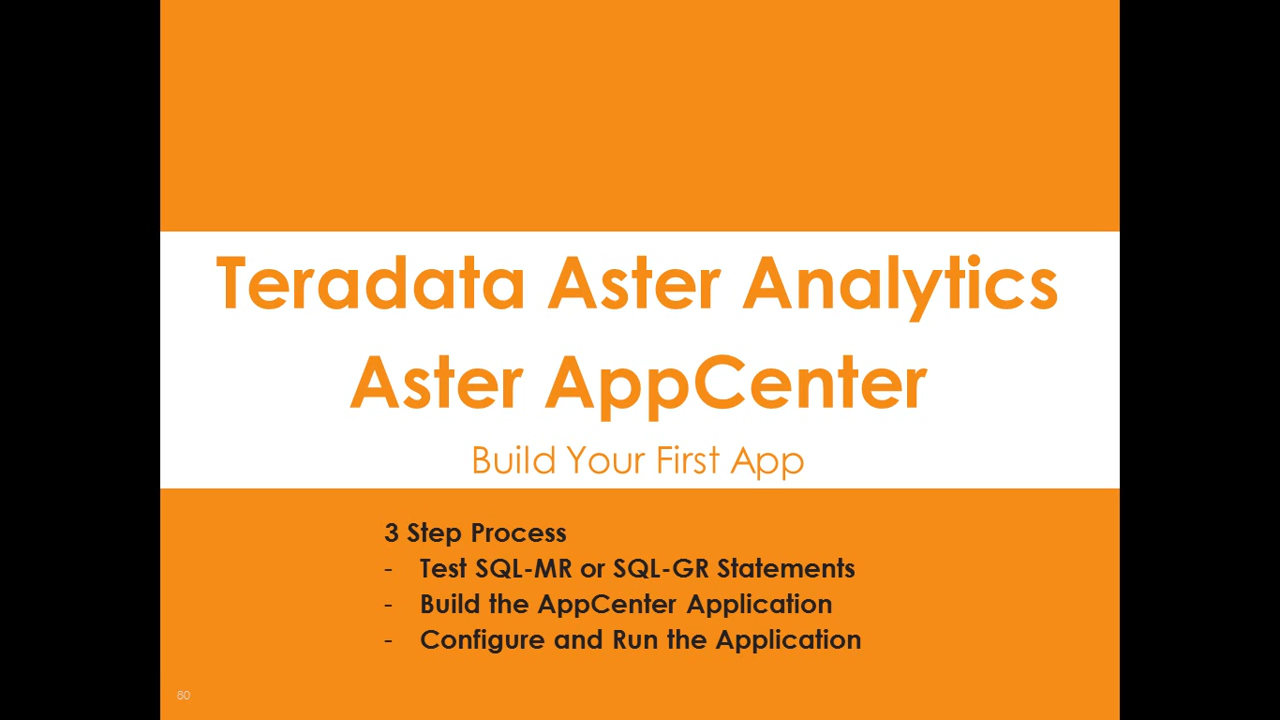 Teradata Aster Analytics
Aster AppCenter
Build Your First App
3 Step Process
- Test SQL-MR or SQL-GR Statements
- Build the AppCenter Application
- Configure and Run the Application
80